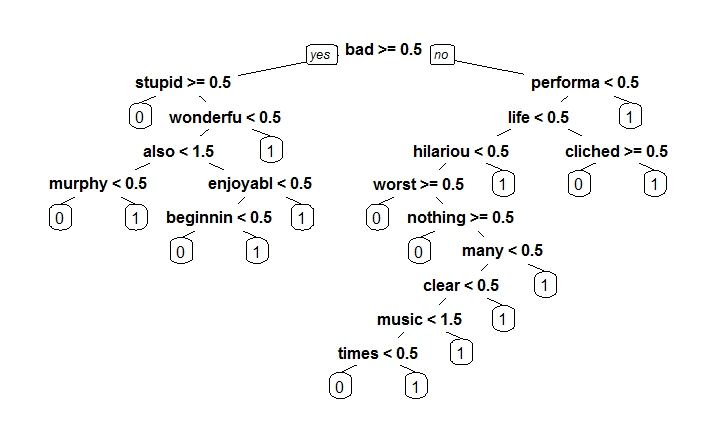 yes bad >= 0.5 no
stupid >= 0.5 performa < 0.5
0 wonderfu < 0.5 life < 0.5 1
also < 1.5 1 hilariou < 0.5 cliched >= 0.5
murphy < 0.5 enjoyabl < 0.5 worst >= 0.5 1 0 1
0 1 beginnin < 0.5 1 0 nothing >= 0.5
0 1 0 many < 0.5
clear < 0.5 1
music < 1.5 1
times < 0.5 1
0 1